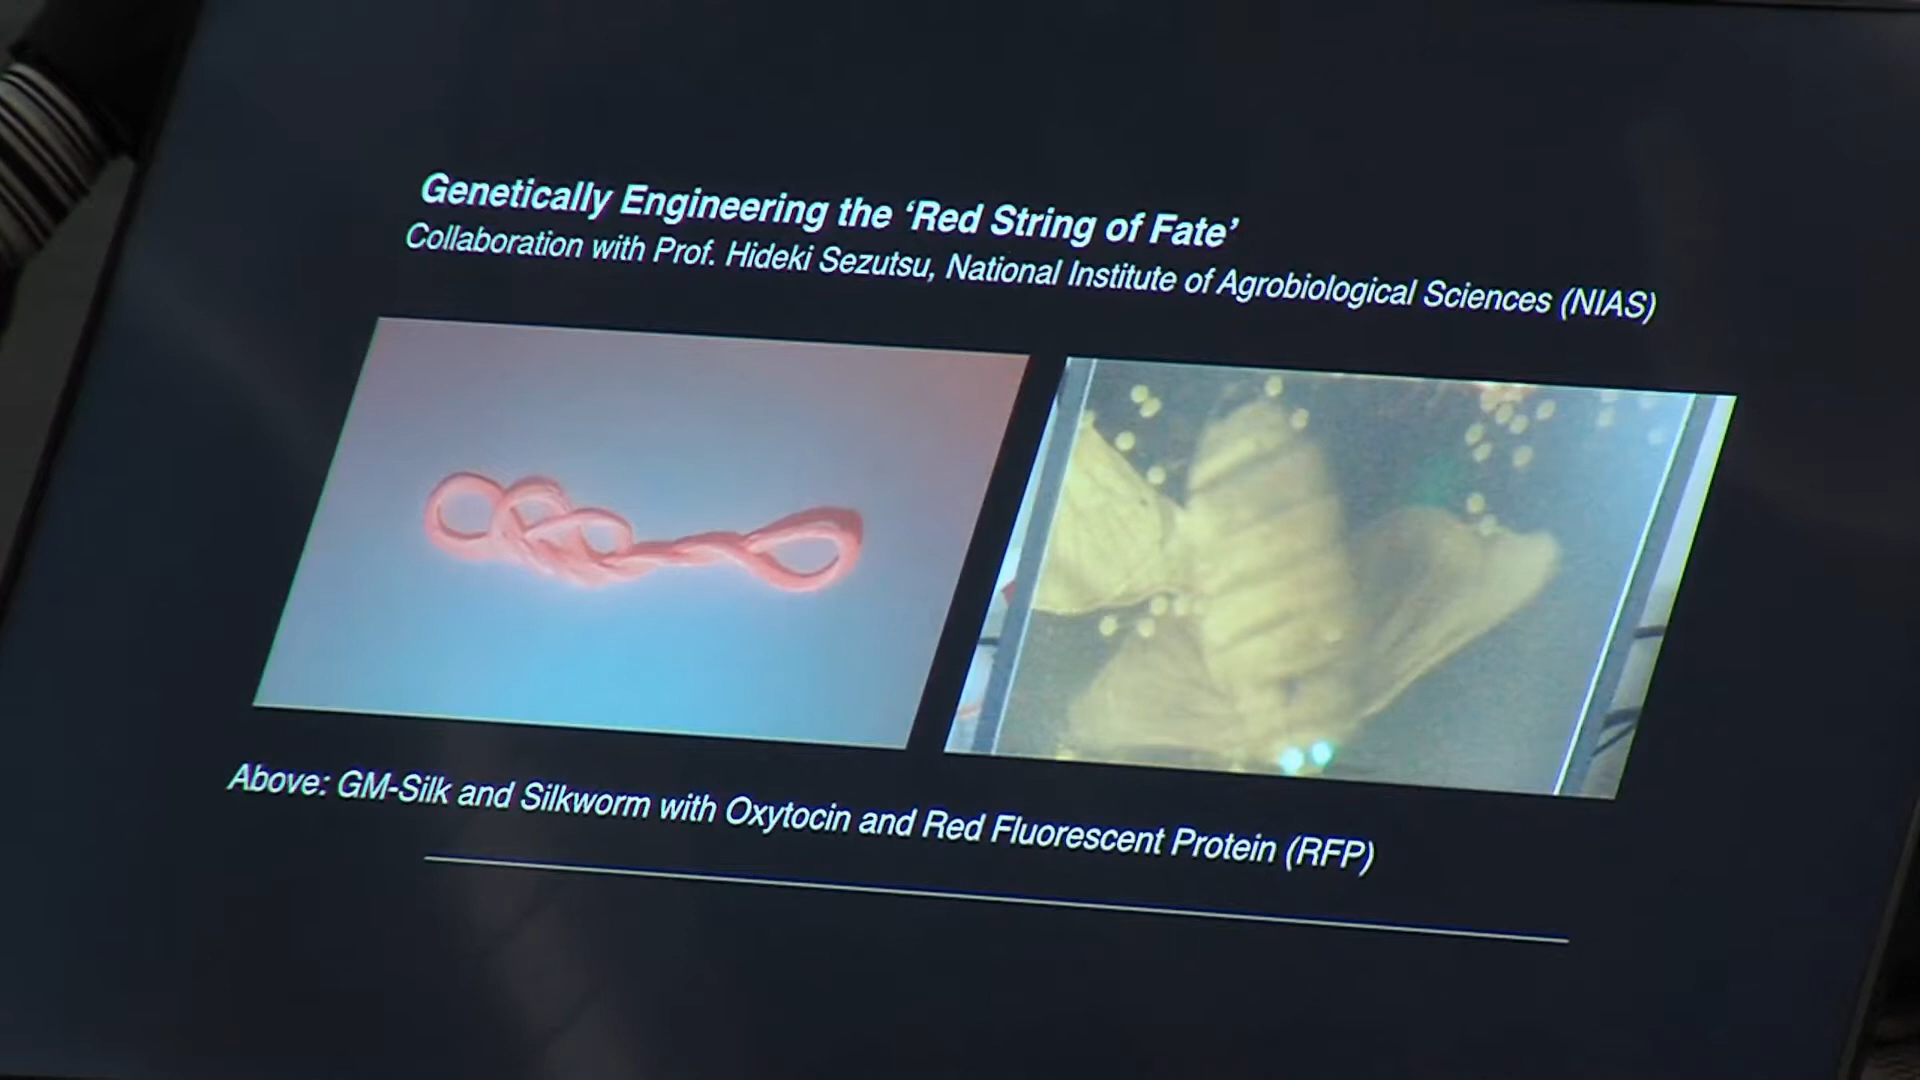 Genetically Engineering the ‘Red String of Fate’
Collaboration with Prof. Hideki Sezutsu, National Institute of Agrobiological Sciences (NIAS)
Above: GM-Silk and Silkworm with Oxytocin and Red Fluorescent Protein (RFP)